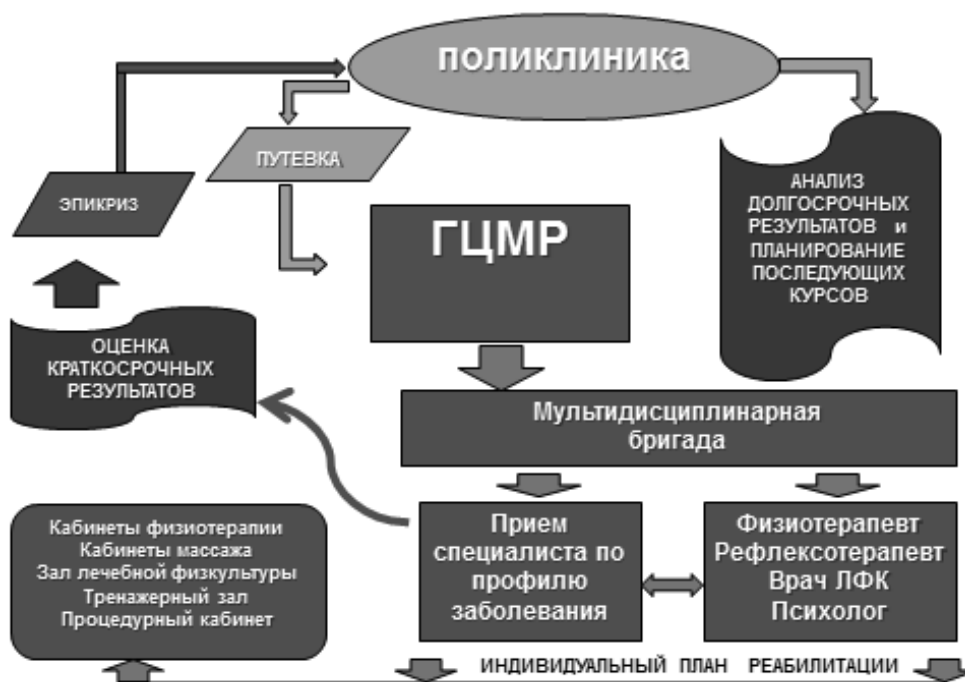 поликлиника
ПУТЕВКА
ЭПИКРИЗ
АНАЛИЗ
ДОЛГОСРОЧНЫХ
РЕЗУЛЬТАТОВ и
ПЛАНИРОВАНИЕ
ПОСЛЕДУЮЩИХ
КУРСОВ
ГЦМР
ОЦЕНКА
КРАТКОСРОЧНЫХ
РЕЗУЛЬТАТОВ
Мультидисциплинарная
бригада
Кабинеты физиотерапии
Кабинеты массажа
Зал лечебной физкультуры
Тренажерный зал
Процедурный кабинет
Прием
специалиста по
профилю
заболевания
Физиотерапевт
Рефлексотерапевт
Врач ЛФК
Психолог
ИНДИВИДУАЛЬНЫЙ ПЛАН РЕАБИЛИТАЦИИ